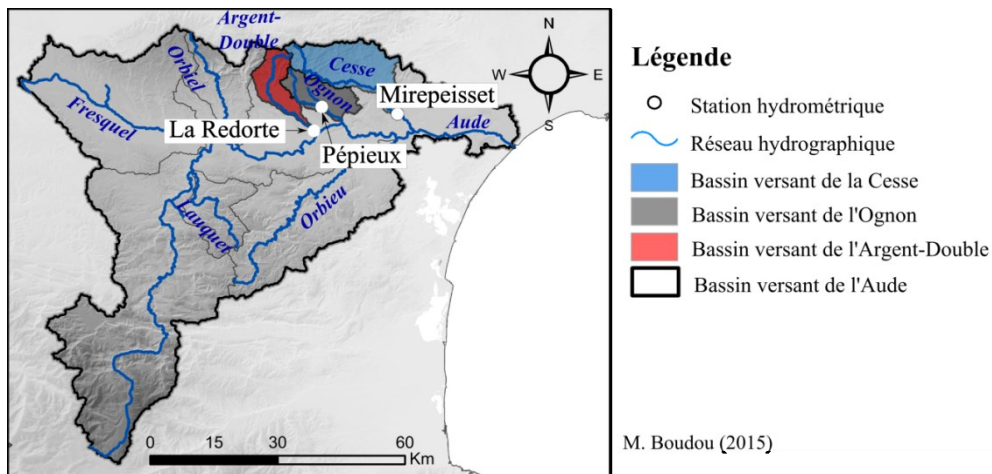 Argent-
Double
Orbiel
Cesse
Ognon
Mirepeisset
Fresquel
La Redorte
Aude
Pépieux
Orbieu
Lauquet
N
W
E
S
0
15
30
60
Km
Légende
Station hydrométrique
Réseau hydrographique
Bassin versant de la Cesse
Bassin versant de l'Ognon
Bassin versant de l'Argent-Double
Bassin versant de l'Aude
M. Boudou (2015)